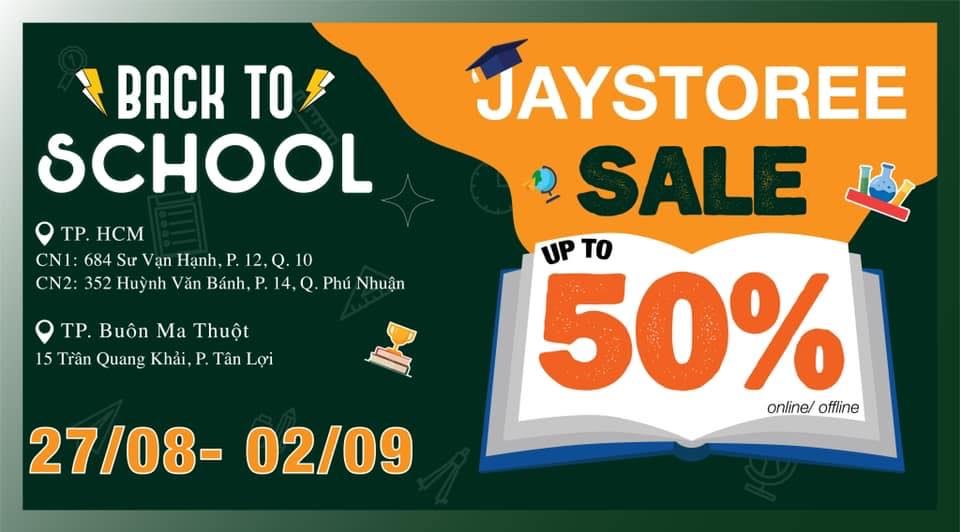 BACK TO
SCHOOL
TP. HCM
CN1: 684 Sư Vạn Hạnh, P. 12, Q. 10
CN2: 352 Huỳnh Văn Bánh, P. 14, Q. Phú Nhuận
TP. Buôn Ma Thuột
15 Trần Quang Khải, P. Tân Lợi
27/08- 02/09
JAYSTOREE
SALE
UP TO
50%
online/ offline